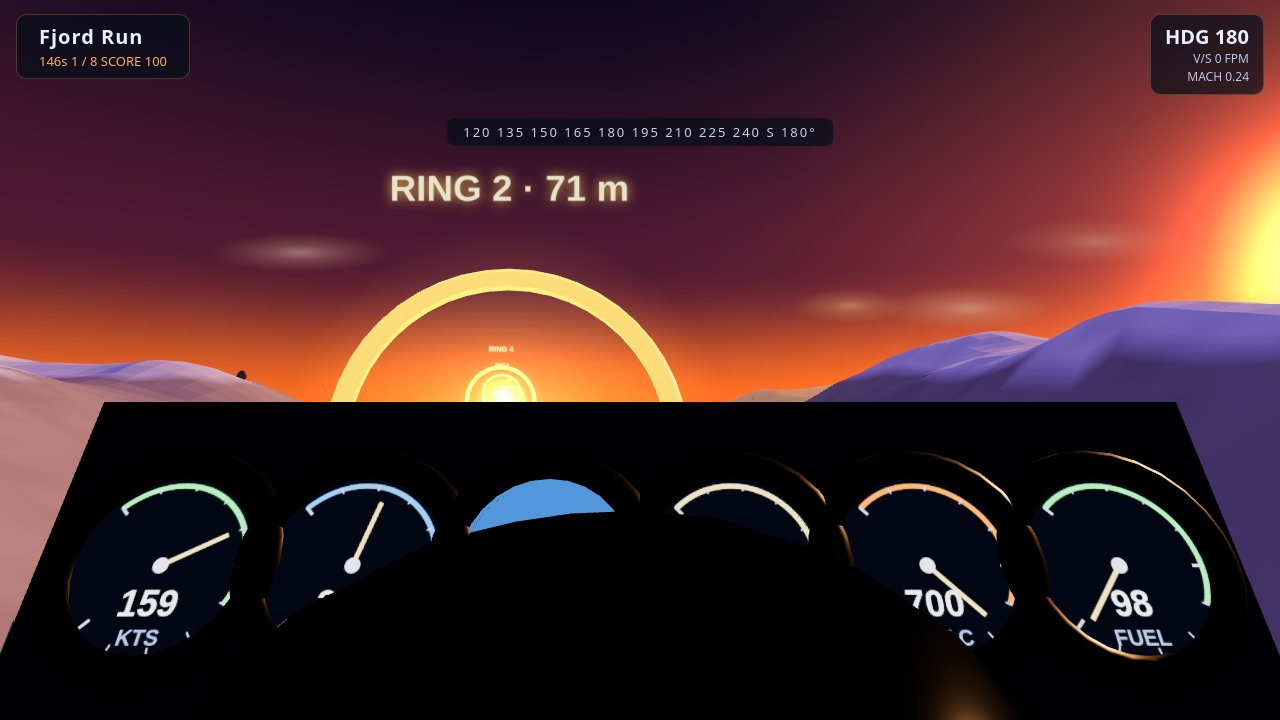 Fjord Run
146s 1 / 8 SCORE 100
HDG 180
V/S 0 FPM
MACH 0.24
120 135 150 165 180 195 210 225 240 S 180°
RING 2 · 71 m
RING 4
159
KTS
700
C
98
FUEL